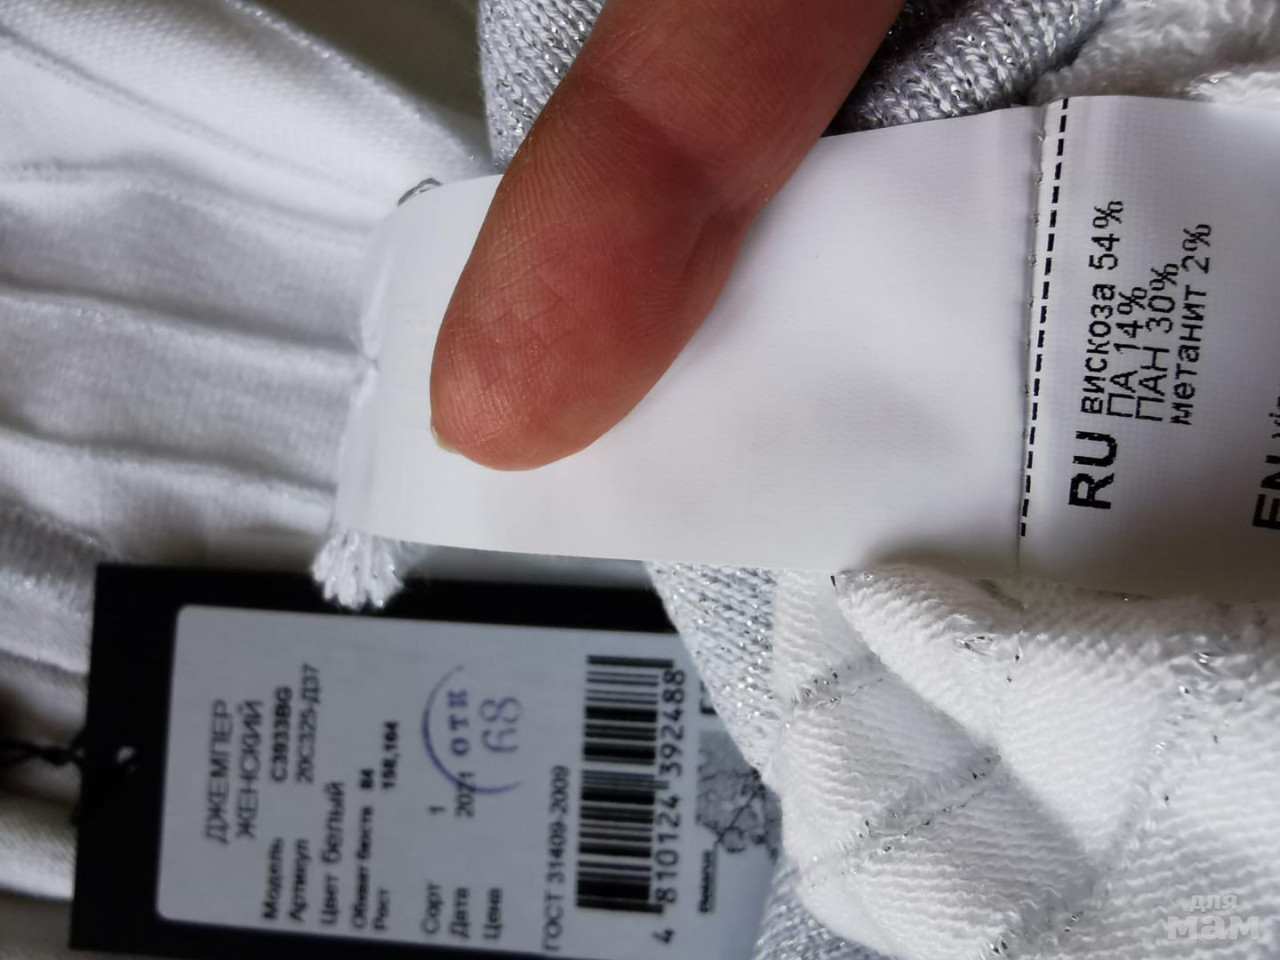 RU вискоза 54%
ПА 14%
ПАН 30%
метанит 2%
ДЖЕМПЕР
ЖЕНСКИЙ
Модель С3933BG
Артикул 20С325-Д37
Цвет белый
Обхват бюста 84
Рост 158,164
Сорт 1
Дата 2021
Цена
ОТК
68
ГОСТ 31409-2009
4 810124 392488
для
мам